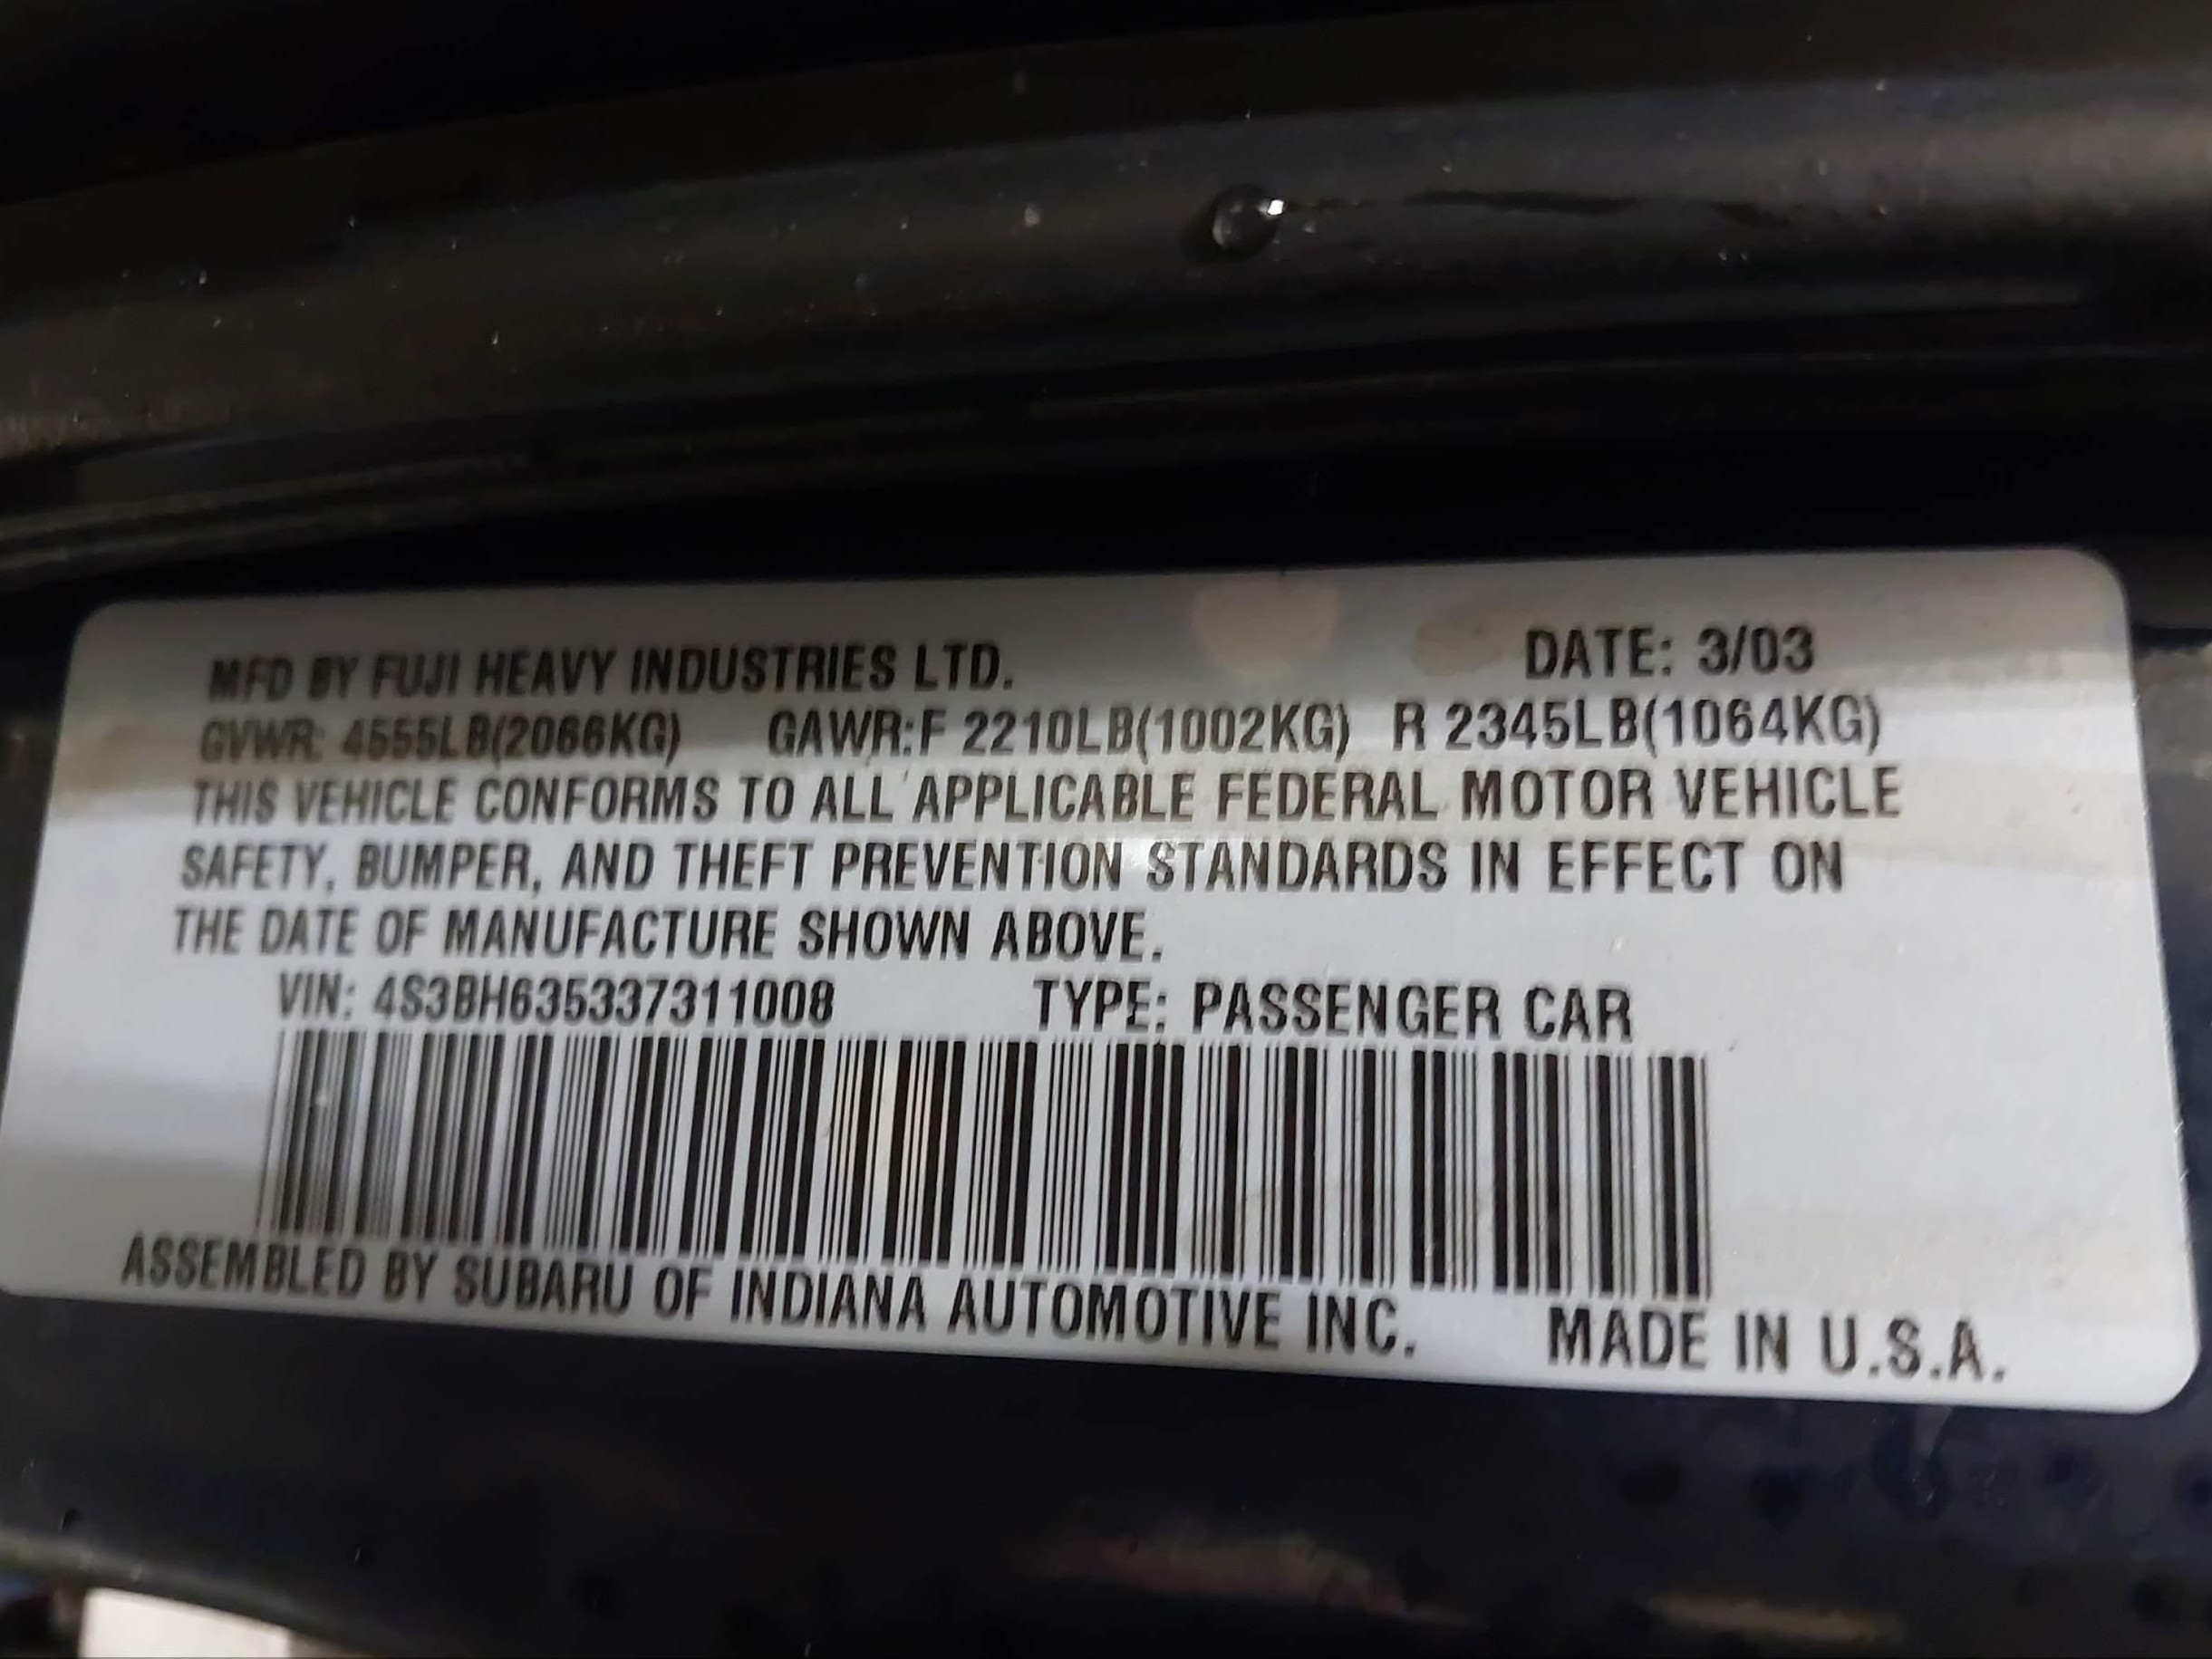 MFD BY FUJI HEAVY INDUSTRIES LTD. DATE: 3/03
GVWR: 4555LB(2066KG) GAWR:F 2210LB(1002KG) R 2345LB(1064KG)
THIS VEHICLE CONFORMS TO ALL APPLICABLE FEDERAL MOTOR VEHICLE
SAFETY, BUMPER, AND THEFT PREVENTION STANDARDS IN EFFECT ON
THE DATE OF MANUFACTURE SHOWN ABOVE.
VIN: 4S3BH635337311008 TYPE: PASSENGER CAR
ASSEMBLED BY SUBARU OF INDIANA AUTOMOTIVE INC. MADE IN U.S.A.